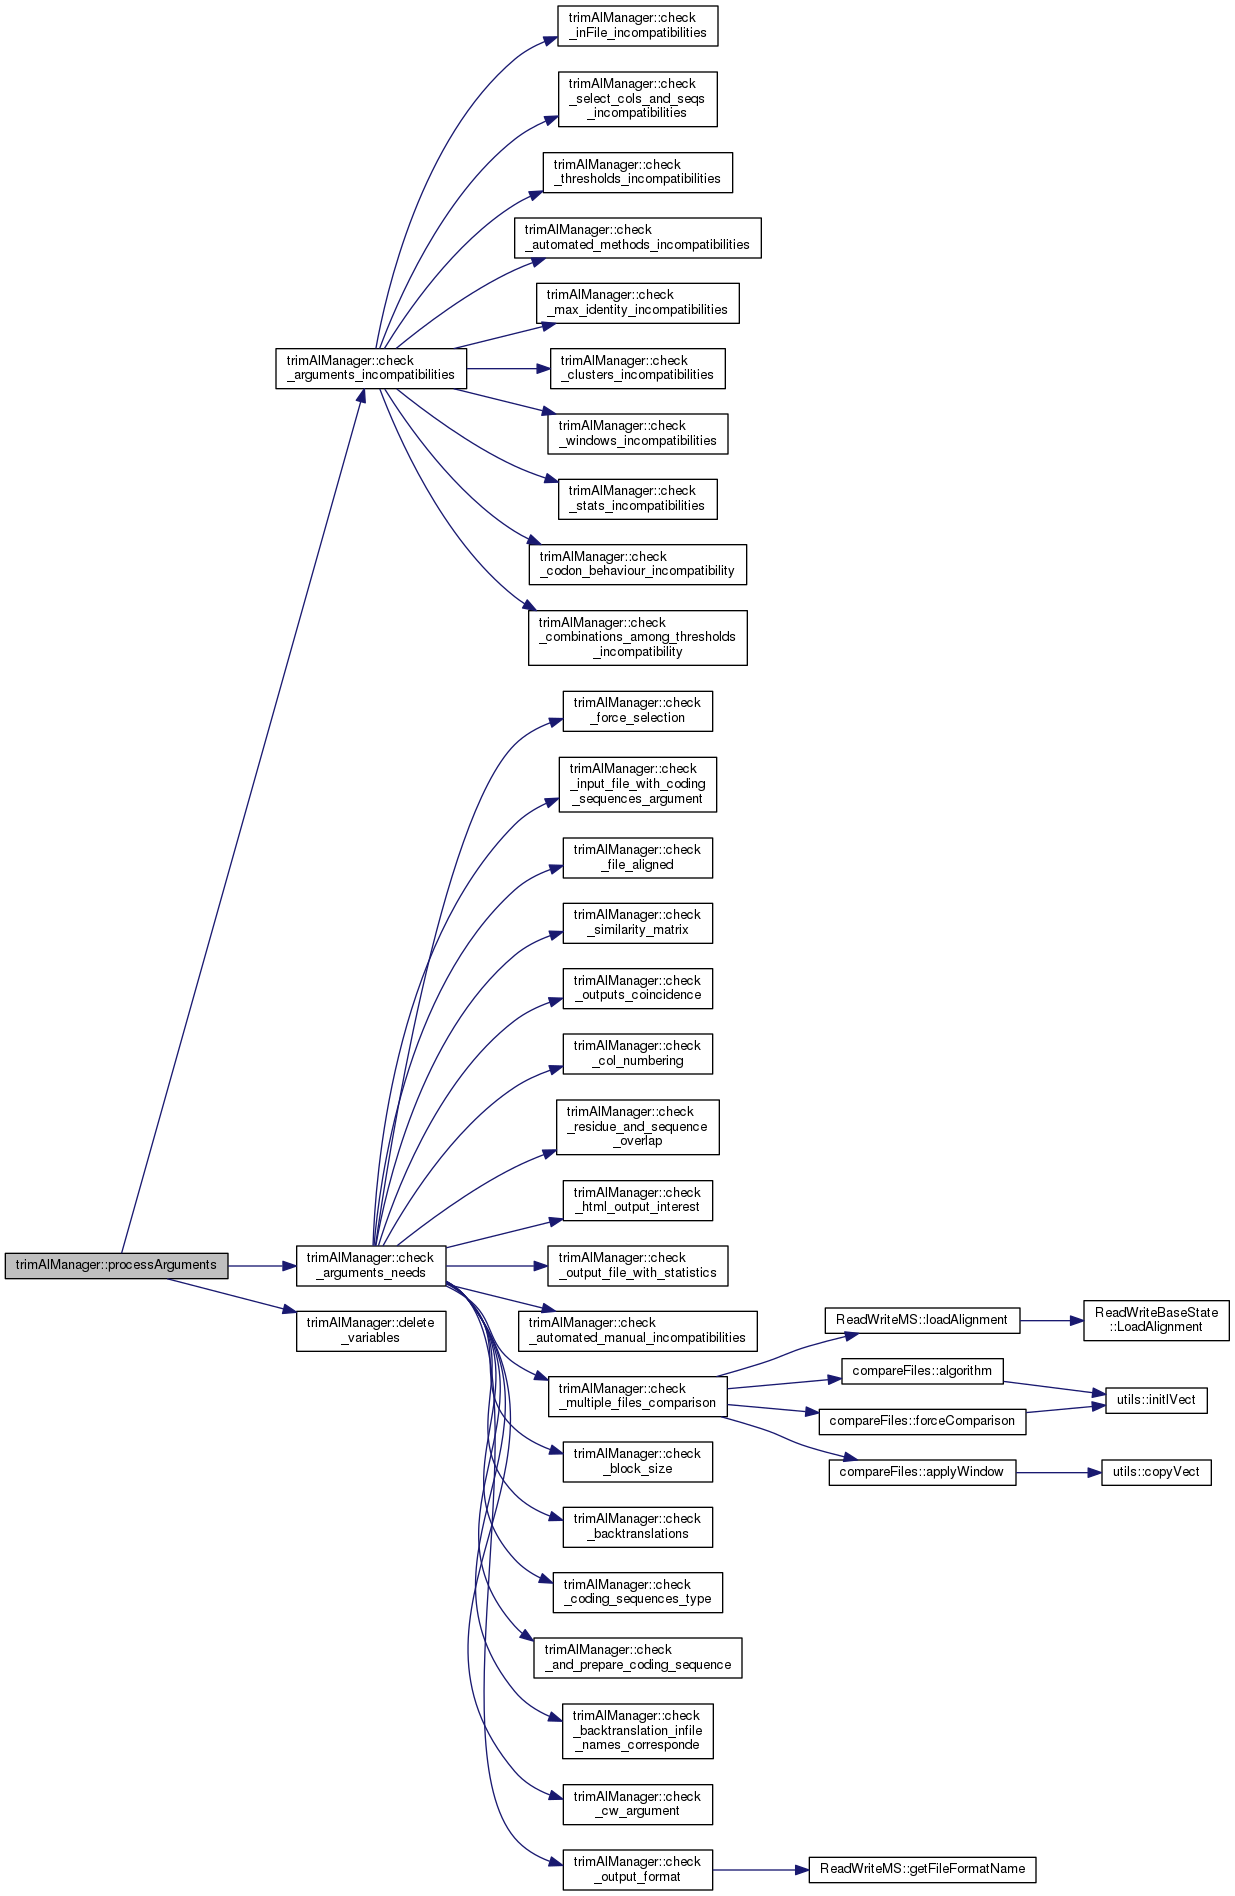 trimAlManager::check
_inFile_incompatibilities
trimAlManager::check
_select_cols_and_seqs
_incompatibilities
trimAlManager::check
_thresholds_incompatibilities
trimAlManager::check
_automated_methods_incompatibilities
trimAlManager::check
_max_identity_incompatibilities
trimAlManager::check
_arguments_incompatibilities
trimAlManager::check
_clusters_incompatibilities
trimAlManager::check
_windows_incompatibilities
trimAlManager::check
_stats_incompatibilities
trimAlManager::check
_codon_behaviour_incompatibility
trimAlManager::check
_combinations_among_thresholds
_incompatibility
trimAlManager::check
_force_selection
trimAlManager::check
_input_file_with_coding
_sequences_argument
trimAlManager::check
_file_aligned
trimAlManager::check
_similarity_matrix
trimAlManager::check
_outputs_coincidence
trimAlManager::check
_col_numbering
trimAlManager::check
_residue_and_sequence
_overlap
trimAlManager::check
_html_output_interest
trimAlManager::processArguments
trimAlManager::check
_arguments_needs
trimAlManager::check
_output_file_with_statistics
trimAlManager::delete
_variables
trimAlManager::check
_automated_manual_incompatibilities
ReadWriteMS::loadAlignment
ReadWriteBaseState
::LoadAlignment
trimAlManager::check
_multiple_files_comparison
compareFiles::algorithm
utils::initlVect
compareFiles::forceComparison
trimAlManager::check
_block_size
compareFiles::applyWindow
utils::copyVect
trimAlManager::check
_backtranslations
trimAlManager::check
_coding_sequences_type
trimAlManager::check
_and_prepare_coding_sequence
trimAlManager::check
_backtranslation_infile
_names_corresponde
trimAlManager::check
_cw_argument
trimAlManager::check
_output_format
ReadWriteMS::getFileFormatName